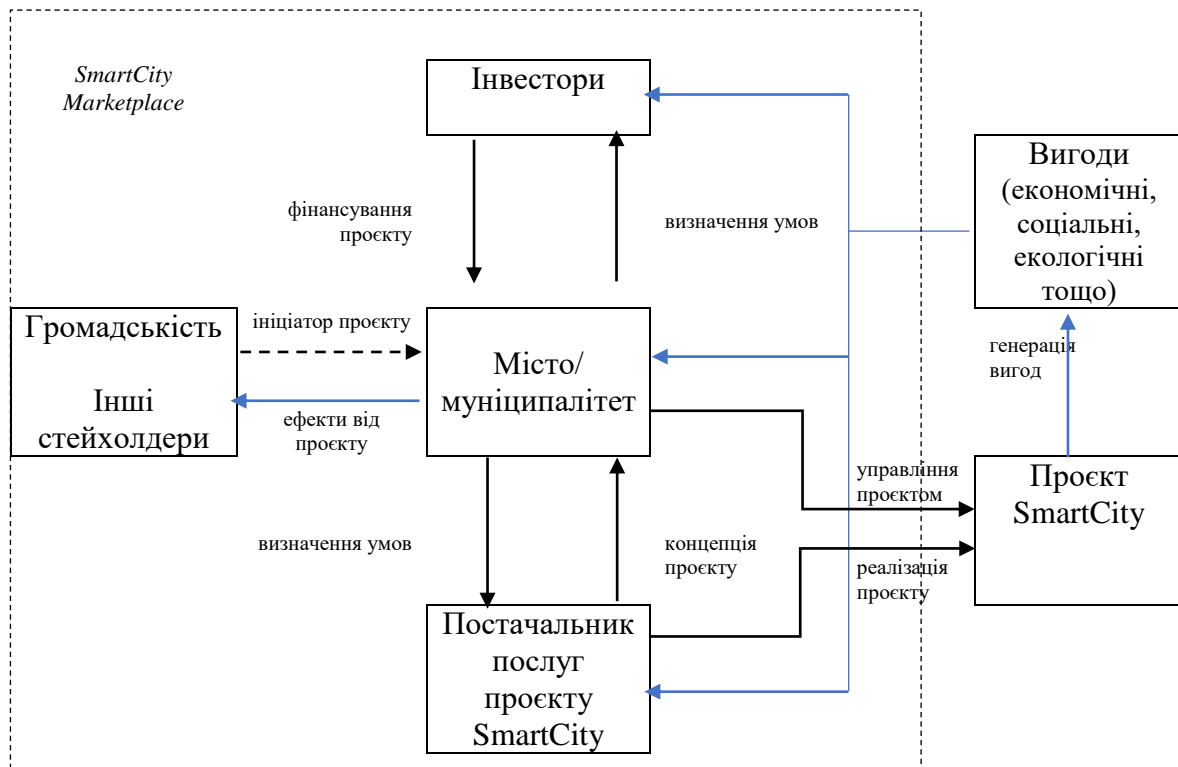 SmartCity
Marketplace
Інвестори
фінансування
проєкту
визначення умов
Вигоди
(економічні,
соціальні,
екологічні
тощо)
Громадськість
Інші
стейхолдери
ініціатор проєкту
ефекти від
проєкту
Місто/
муніципалітет
генерація
вигод
управління
проєктом
Проєкт
SmartCity
визначення умов
концепція
проєкту
реалізація
проєкту
Постачальник
послуг
проєкту
SmartCity